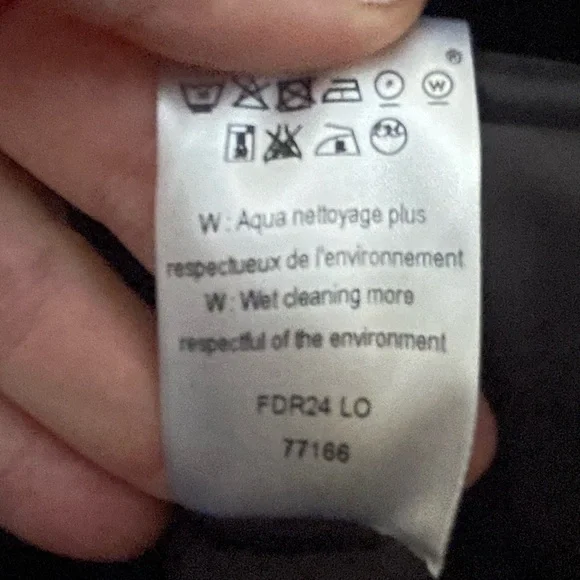 ®
W
W : Aqua nettoyage plus
respectueux de l'environnement
W : Wet cleaning more
respectful of the environment
FDR24 LO
77166